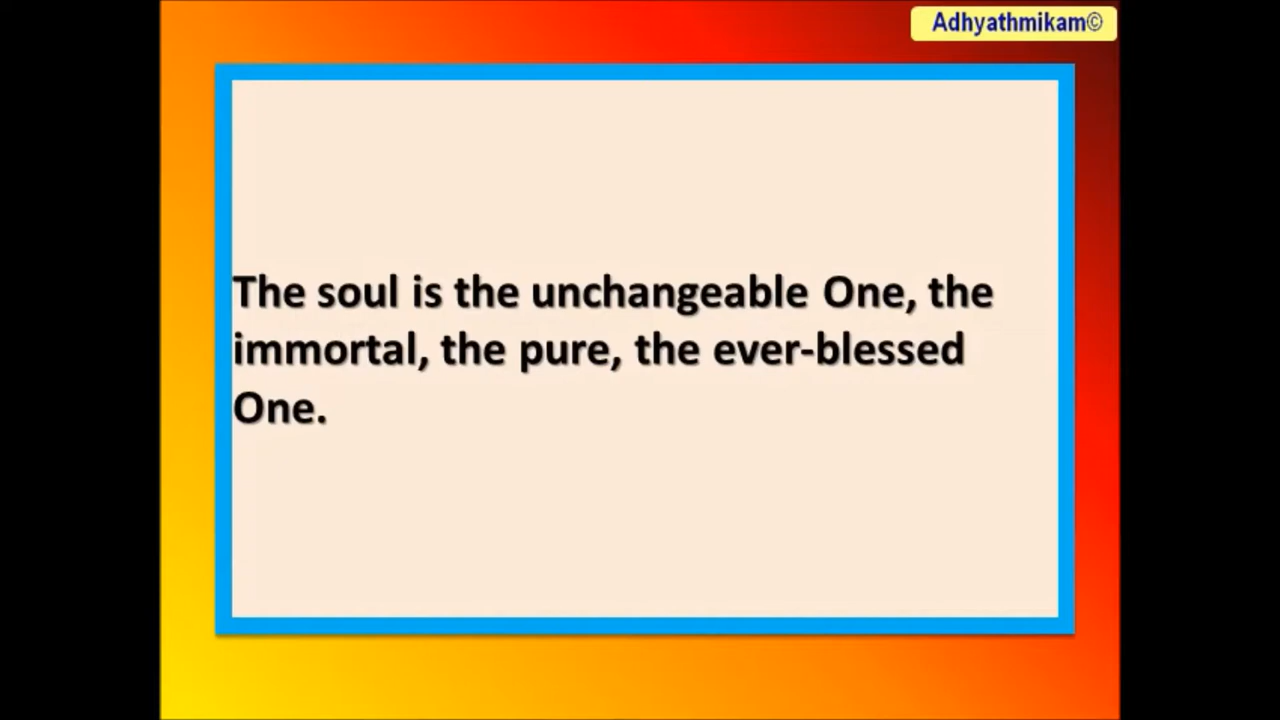 Adhyathmikam©
The soul is the unchangeable One, the
immortal, the pure, the ever-blessed
One.